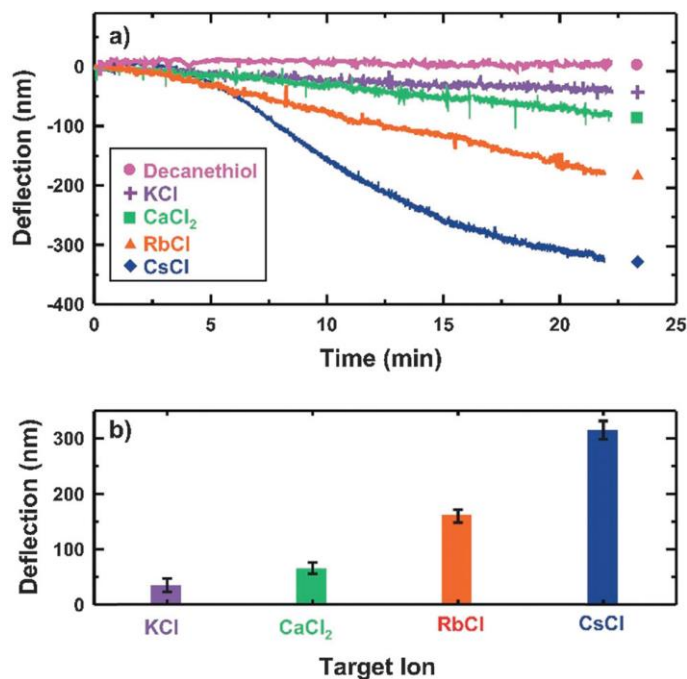 a)
Deflection (nm)
0
-100
-200
-300
-400
Decanethiol
KCl
CaCl₂
RbCl
CsCl
0
5
10
15
20
25
Time (min)
b)
Deflection (nm)
300
200
100
0
KCl
CaCl₂
RbCl
CsCl
Target Ion